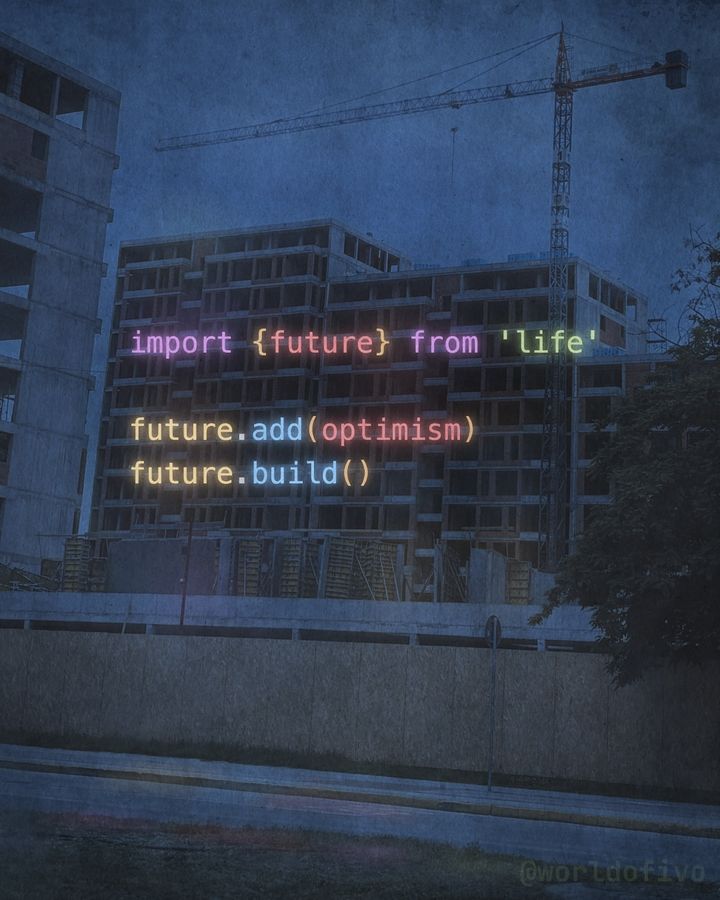 import {future} from 'life'
future.add(optimism)
future.build()
@worldofivo